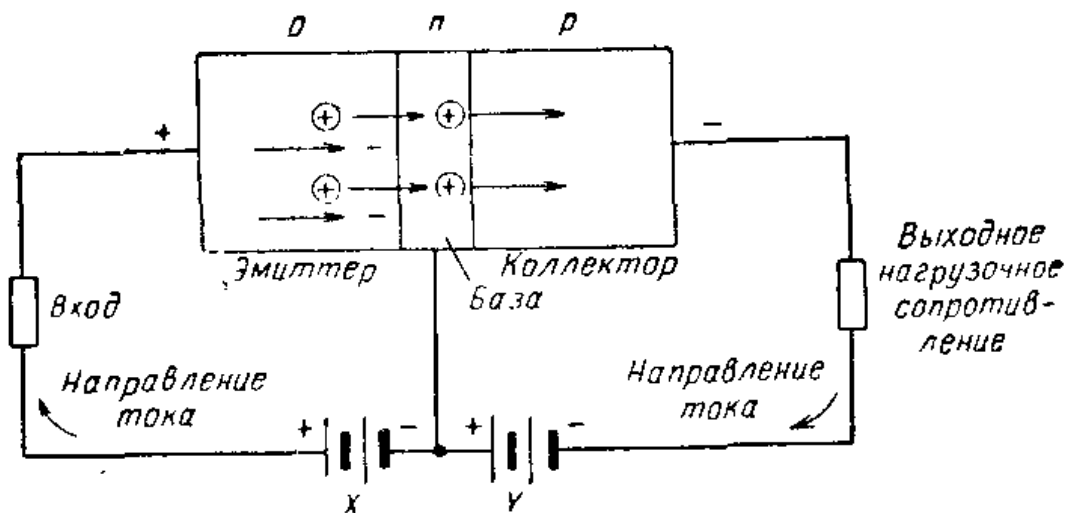 р п р
+ −
+ +
−
+ +
−
Эмиттер Коллектор
База
Вход
Выходное
нагрузочное
сопротив-
ление
Направление
тока
Направление
тока
+ − + −
X Y